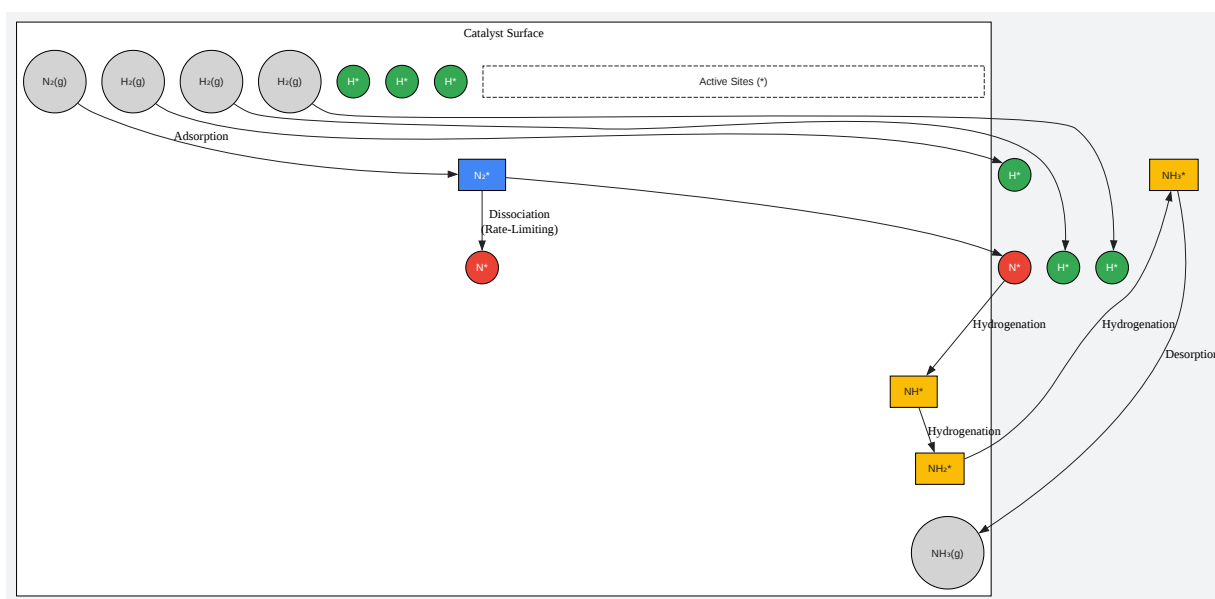 Catalyst Surface
N₂(g)
H₂(g)
H₂(g)
H₂(g)
H*
H*
H*
Active Sites (*)
Adsorption
N₂*
H*
NH₃*
Dissociation
(Rate-Limiting)
N*
N*
H*
H*
Hydrogenation
Hydrogenation
Desorption
NH*
Hydrogenation
NH₂*
NH₃(g)